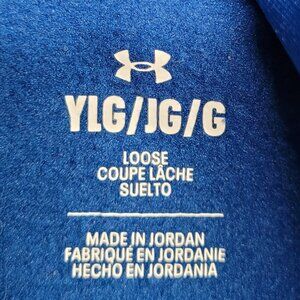 YLG/JG/G
LOOSE
COUPE LÂCHE
SUELTO
MADE IN JORDAN
FABRIQUÉ EN JORDANIE
HECHO EN JORDANIA